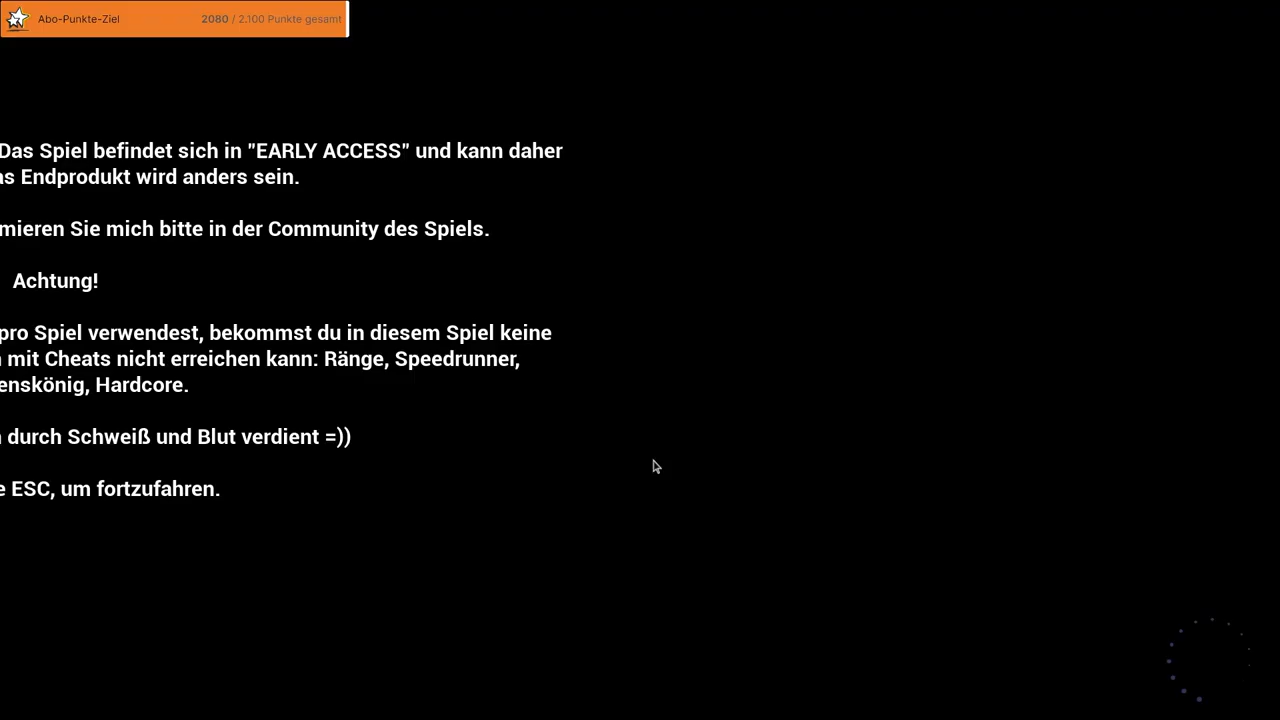 Abo-Punkte-Ziel 2080 / 2.100 Punkte gesamt
Das Spiel befindet sich in "EARLY ACCESS" und kann daher
as Endprodukt wird anders sein.
mieren Sie mich bitte in der Community des Spiels.
Achtung!
pro Spiel verwendest, bekommst du in diesem Spiel keine
mit Cheats nicht erreichen kann: Ränge, Speedrunner,
enskönig, Hardcore.
durch Schweiß und Blut verdient =))
e ESC, um fortzufahren.